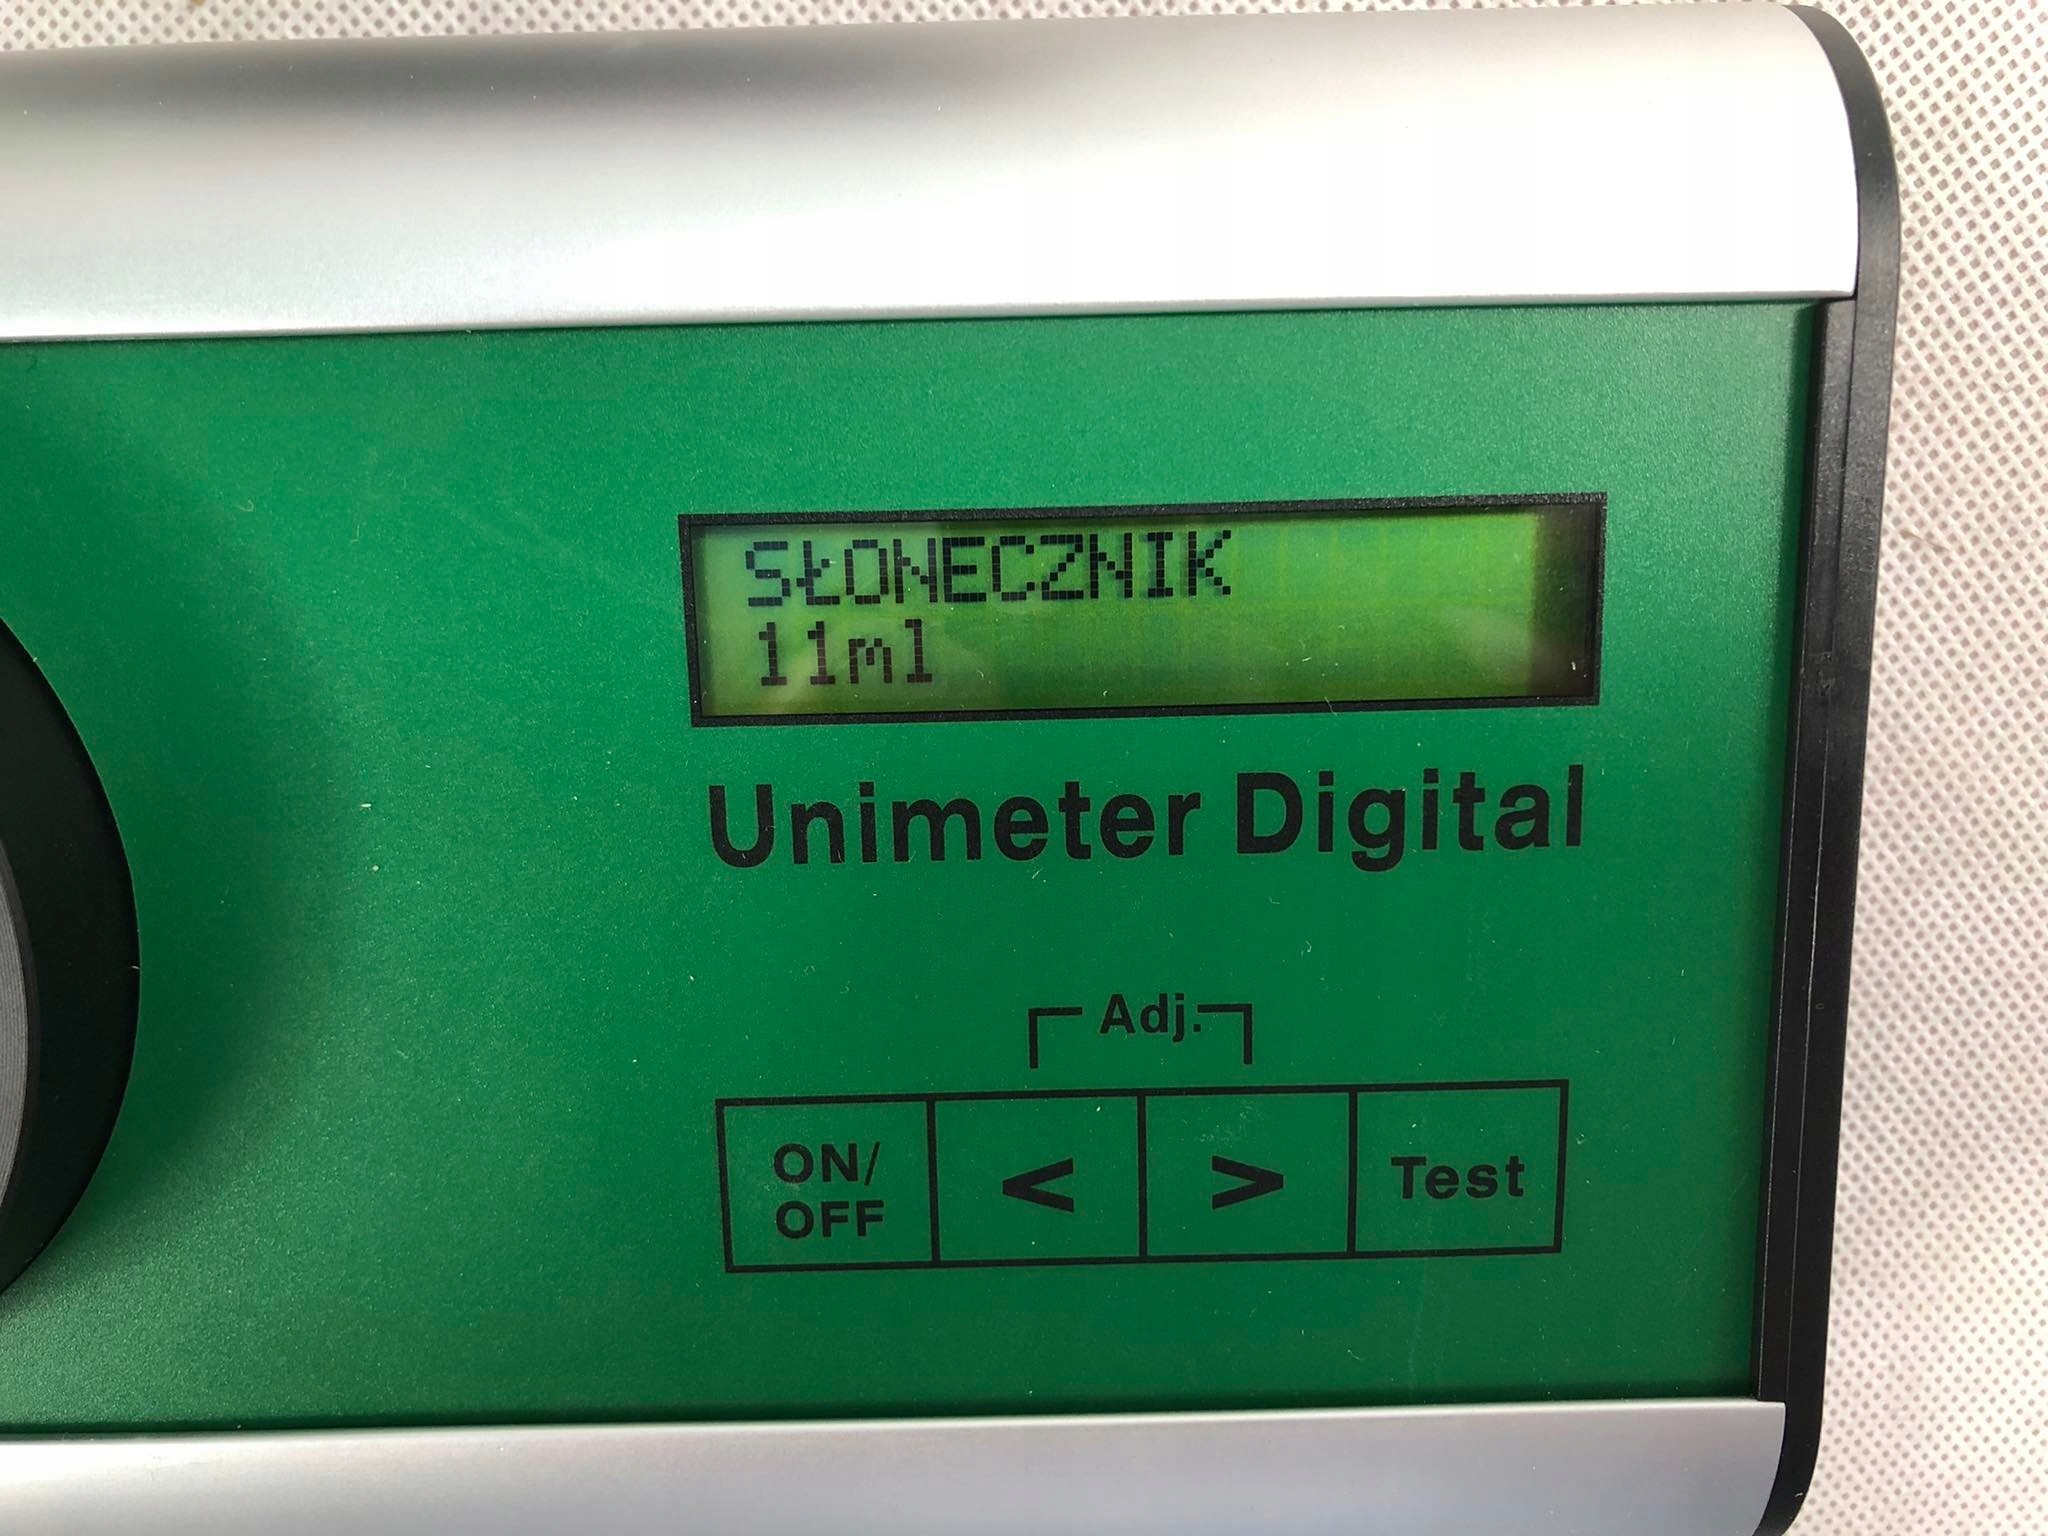 SŁONECZNIK
11ml
Unimeter Digital
Adj.
ON/
OFF
<
>
Test